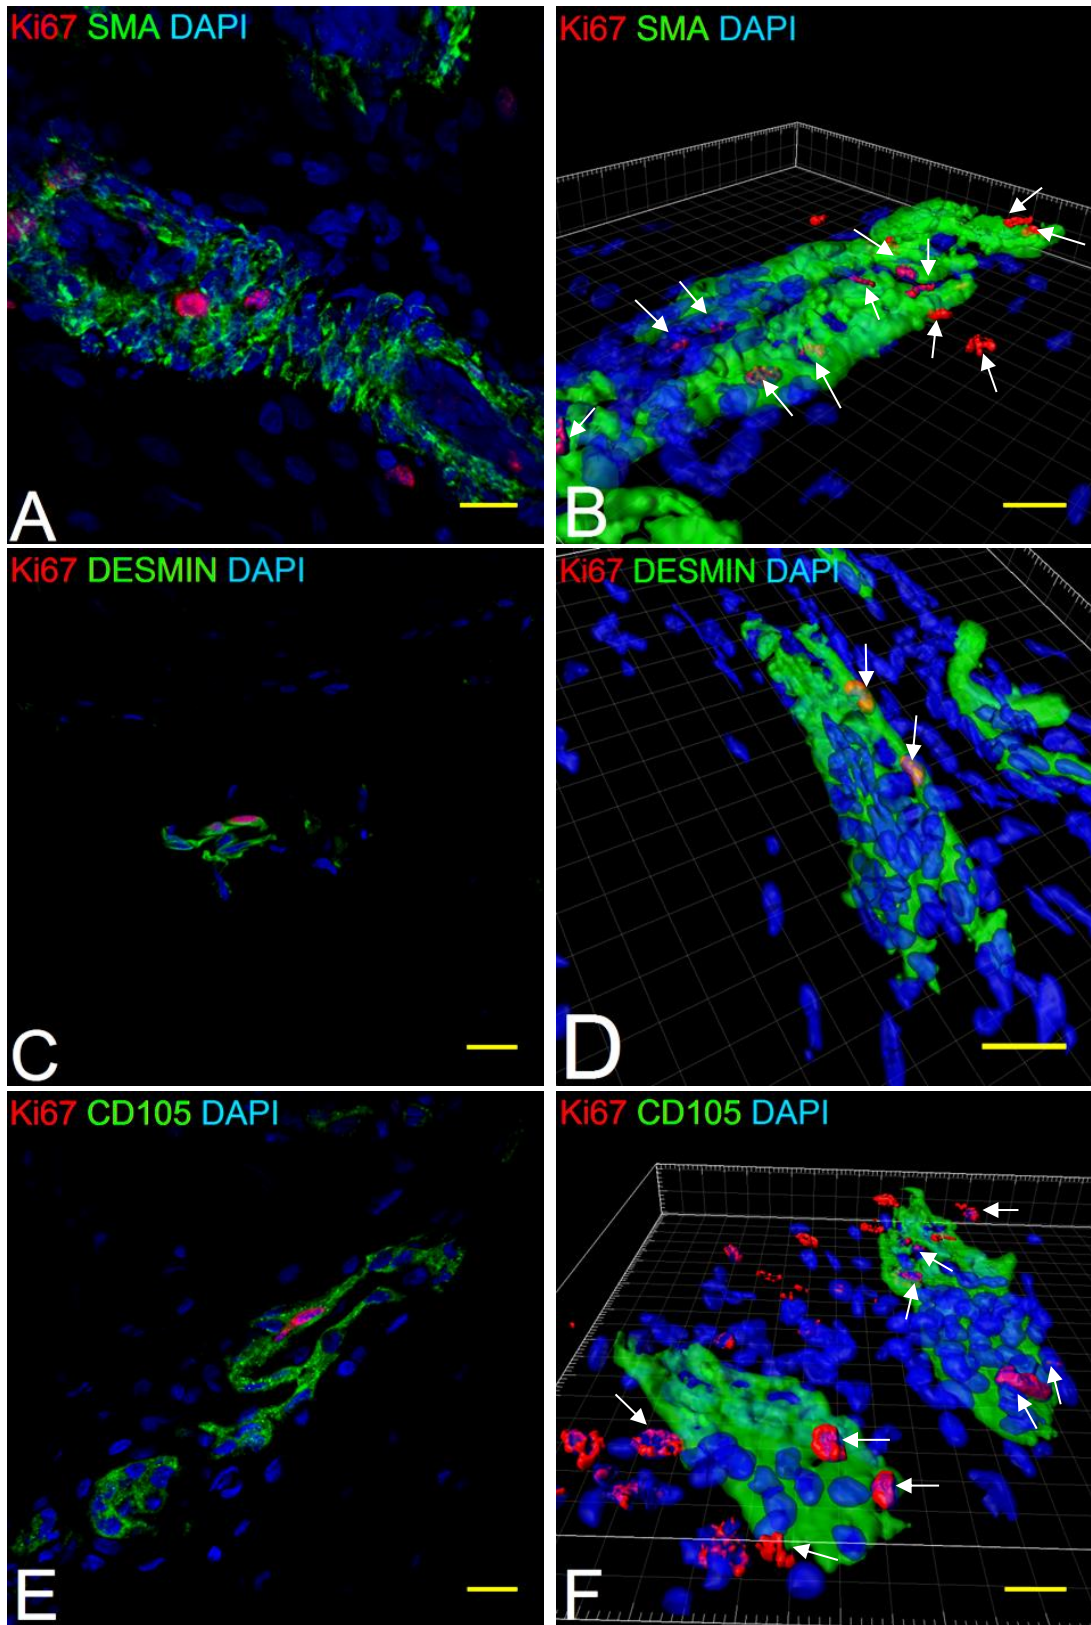 Ki67 SMA DAPI
A
Ki67 SMA DAPI
B
Ki67 DESMIN DAPI
C
Ki67 DESMIN DAPI
D
Ki67 CD105 DAPI
E
Ki67 CD105 DAPI
F